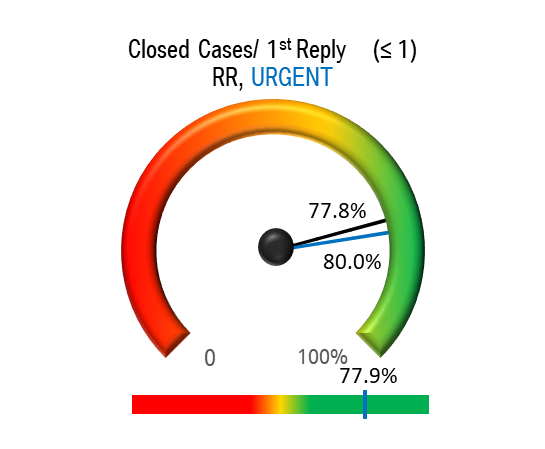 Closed Cases/ 1st Reply (≤ 1)
RR, URGENT
77.8%
80.0%
0 100%
77.9%